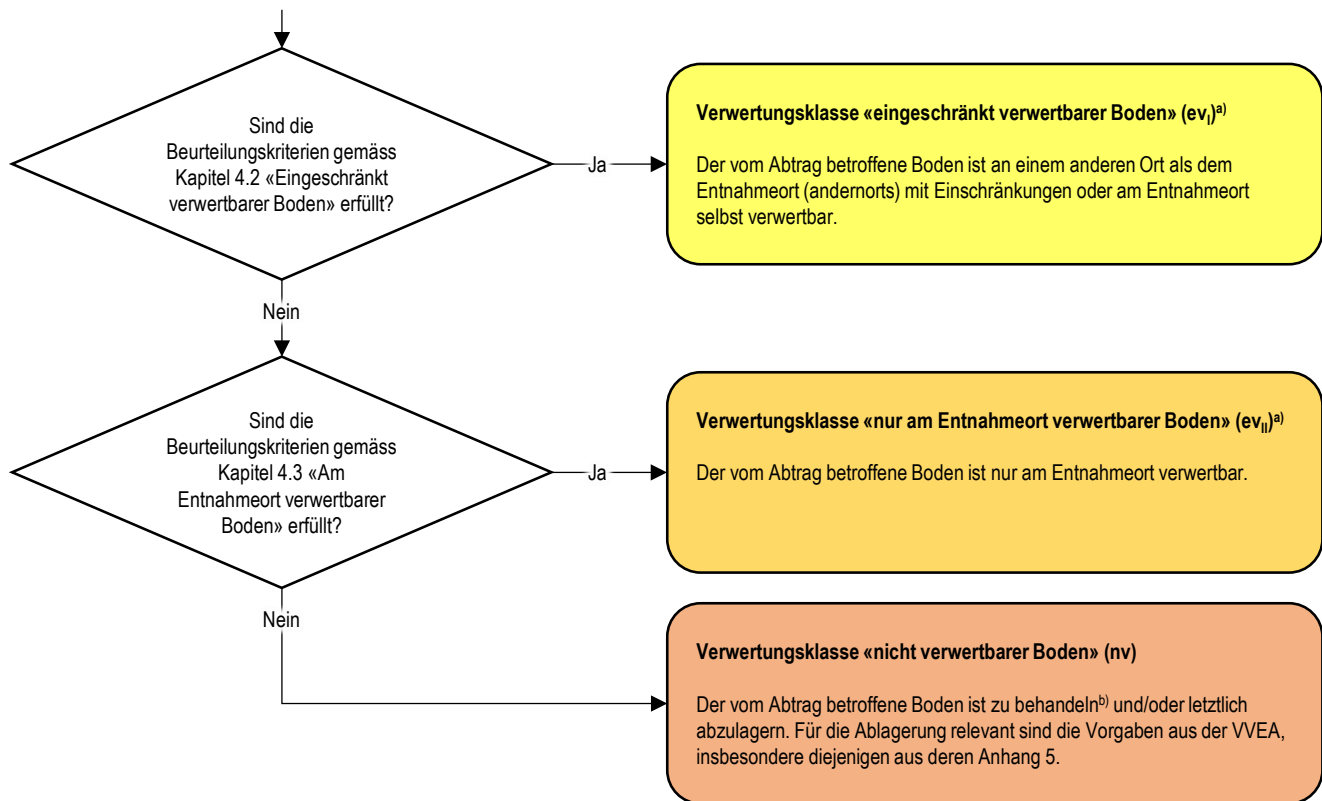 Sind die
Beurteilungskriterien gemäss
Kapitel 4.2 «Eingeschränkt
verwertbarer Boden» erfüllt?
Ja
Verwertungsklasse «eingeschränkt verwertbarer Boden» (evI)a)
Der vom Abtrag betroffene Boden ist an einem anderen Ort als dem
Entnahmeort (andernorts) mit Einschränkungen oder am Entnahmeort
selbst verwertbar.
Nein
Sind die
Beurteilungskriterien gemäss
Kapitel 4.3 «Am
Entnahmeort verwertbarer
Boden» erfüllt?
Ja
Verwertungsklasse «nur am Entnahmeort verwertbarer Boden» (evII)a)
Der vom Abtrag betroffene Boden ist nur am Entnahmeort verwertbar.
Nein
Verwertungsklasse «nicht verwertbarer Boden» (nv)
Der vom Abtrag betroffene Boden ist zu behandelnb) und/oder letztlich
abzulagern. Für die Ablagerung relevant sind die Vorgaben aus der VVEA,
insbesondere diejenigen aus deren Anhang 5.